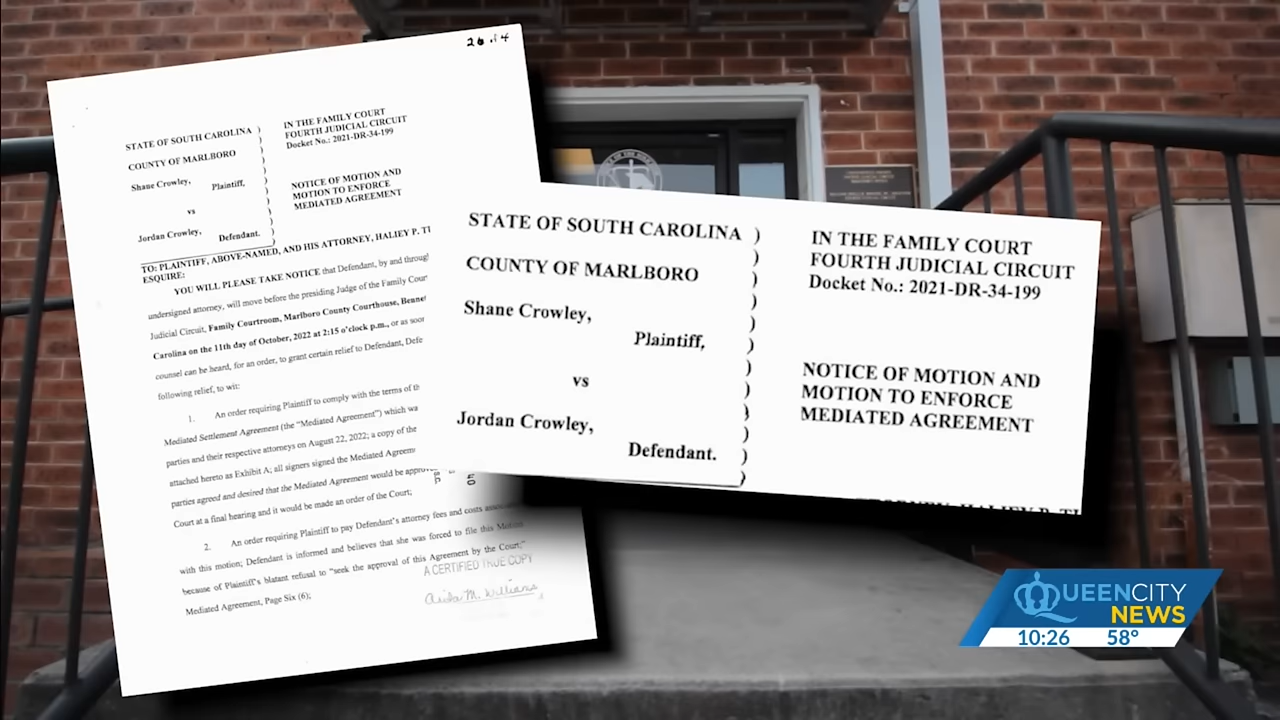 26 of 4
STATE OF SOUTH CAROLINA )
COUNTY OF MARLBORO
Shane Crowley,
Plaintiff,
vs
Jordan Crowley,
Defendant.
IN THE FAMILY COURT
FOURTH JUDICIAL CIRCUIT
Docket No.: 2021-DR-34-199
NOTICE OF MOTION AND
MOTION TO ENFORCE
MEDIATED AGREEMENT
TO: PLAINTIFF, ABOVE-NAMED, AND HIS ATTORNEY, HALIEY P. TI
ESQUIRE:
YOU WILL PLEASE TAKE NOTICE that Defendant, by and throug
undersigned attorney, will move before the presiding Judge of the Family Cour
Judicial Circuit, Family Courtroom, Marlboro County Courthouse, Benne
Carolina on the 11th day of October, 2022 at 2:15 o'clock p.m., or as soon
counsel can be heard, for an order, to grant certain relief to Defendant, Defe
following relief, to wit:
1. An order requiring Plaintiff to comply with the terms of th
Mediated Settlement Agreement (the "Mediated Agreement") which wa
parties and their respective attorneys on August 22, 2022; a copy of the
attached hereto as Exhibit A; all signers signed the Mediated Agreem
parties agreed and desired that the Mediated Agreement would be approv
Court at a final hearing and it would be made an order of the Court;
2. An order requiring Plaintiff to pay Defendant's attorney fees and costs associ
with this motion; Defendant is informed and believes that she was forced to file this Motion
because of Plaintiff's blatant refusal to "seek the approval of this Agreement by the Court;"
Mediated Agreement, Page Six (6);
A CERTIFIED TRUE COPY
STATE OF SOUTH CAROLINA )
COUNTY OF MARLBORO
Shane Crowley,
Plaintiff,
vs
Jordan Crowley,
Defendant.
IN THE FAMILY COURT
FOURTH JUDICIAL CIRCUIT
Docket No.: 2021-DR-34-199
NOTICE OF MOTION AND
MOTION TO ENFORCE
MEDIATED AGREEMENT
QUEEN CITY
NEWS
10:26 58°